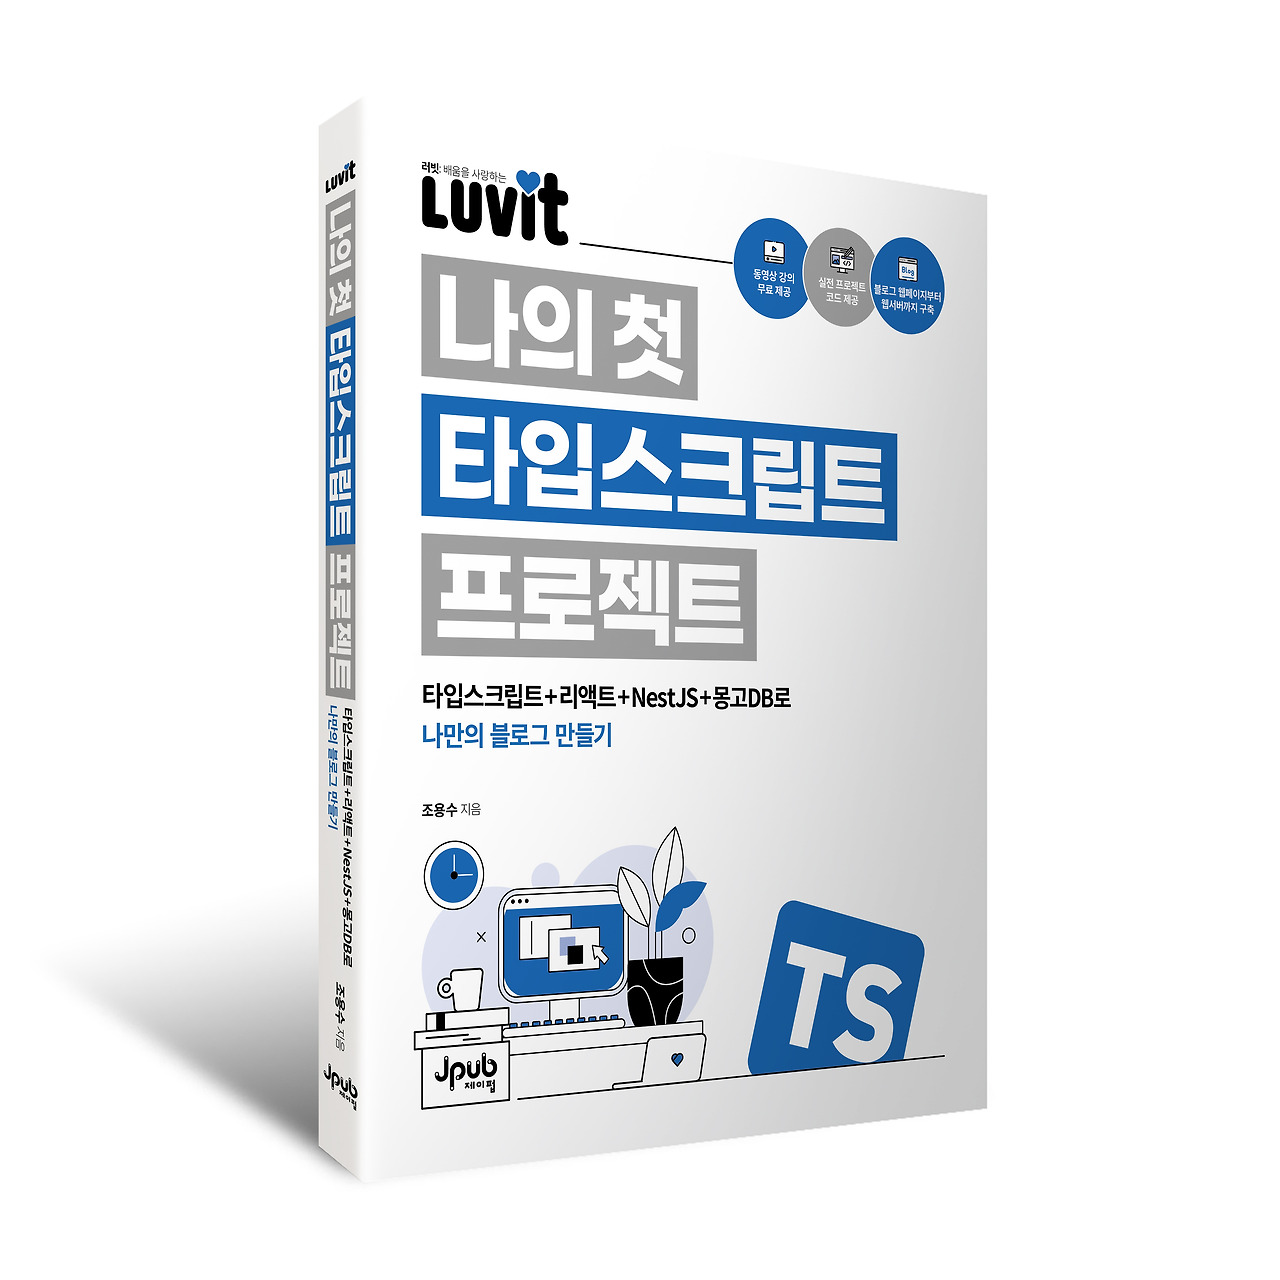 러빗: 배움을 사랑하는
LUVit
동영상 강의
무료 제공
실전 프로젝트
코드 제공
Blog
블로그 웹페이지부터
웹서버까지 구축
나의 첫
타입스크립트
프로젝트
타입스크립트+리액트+NestJS+몽고DB로
나만의 블로그 만들기
조용수 지음
TS
Jpub
제이펍
LUVit
나의 첫 타입스크립트 프로젝트
타입스크립트+리액트+NestJS+몽고DB로
나만의 블로그 만들기
조용수 지음
Jpub
제이펍